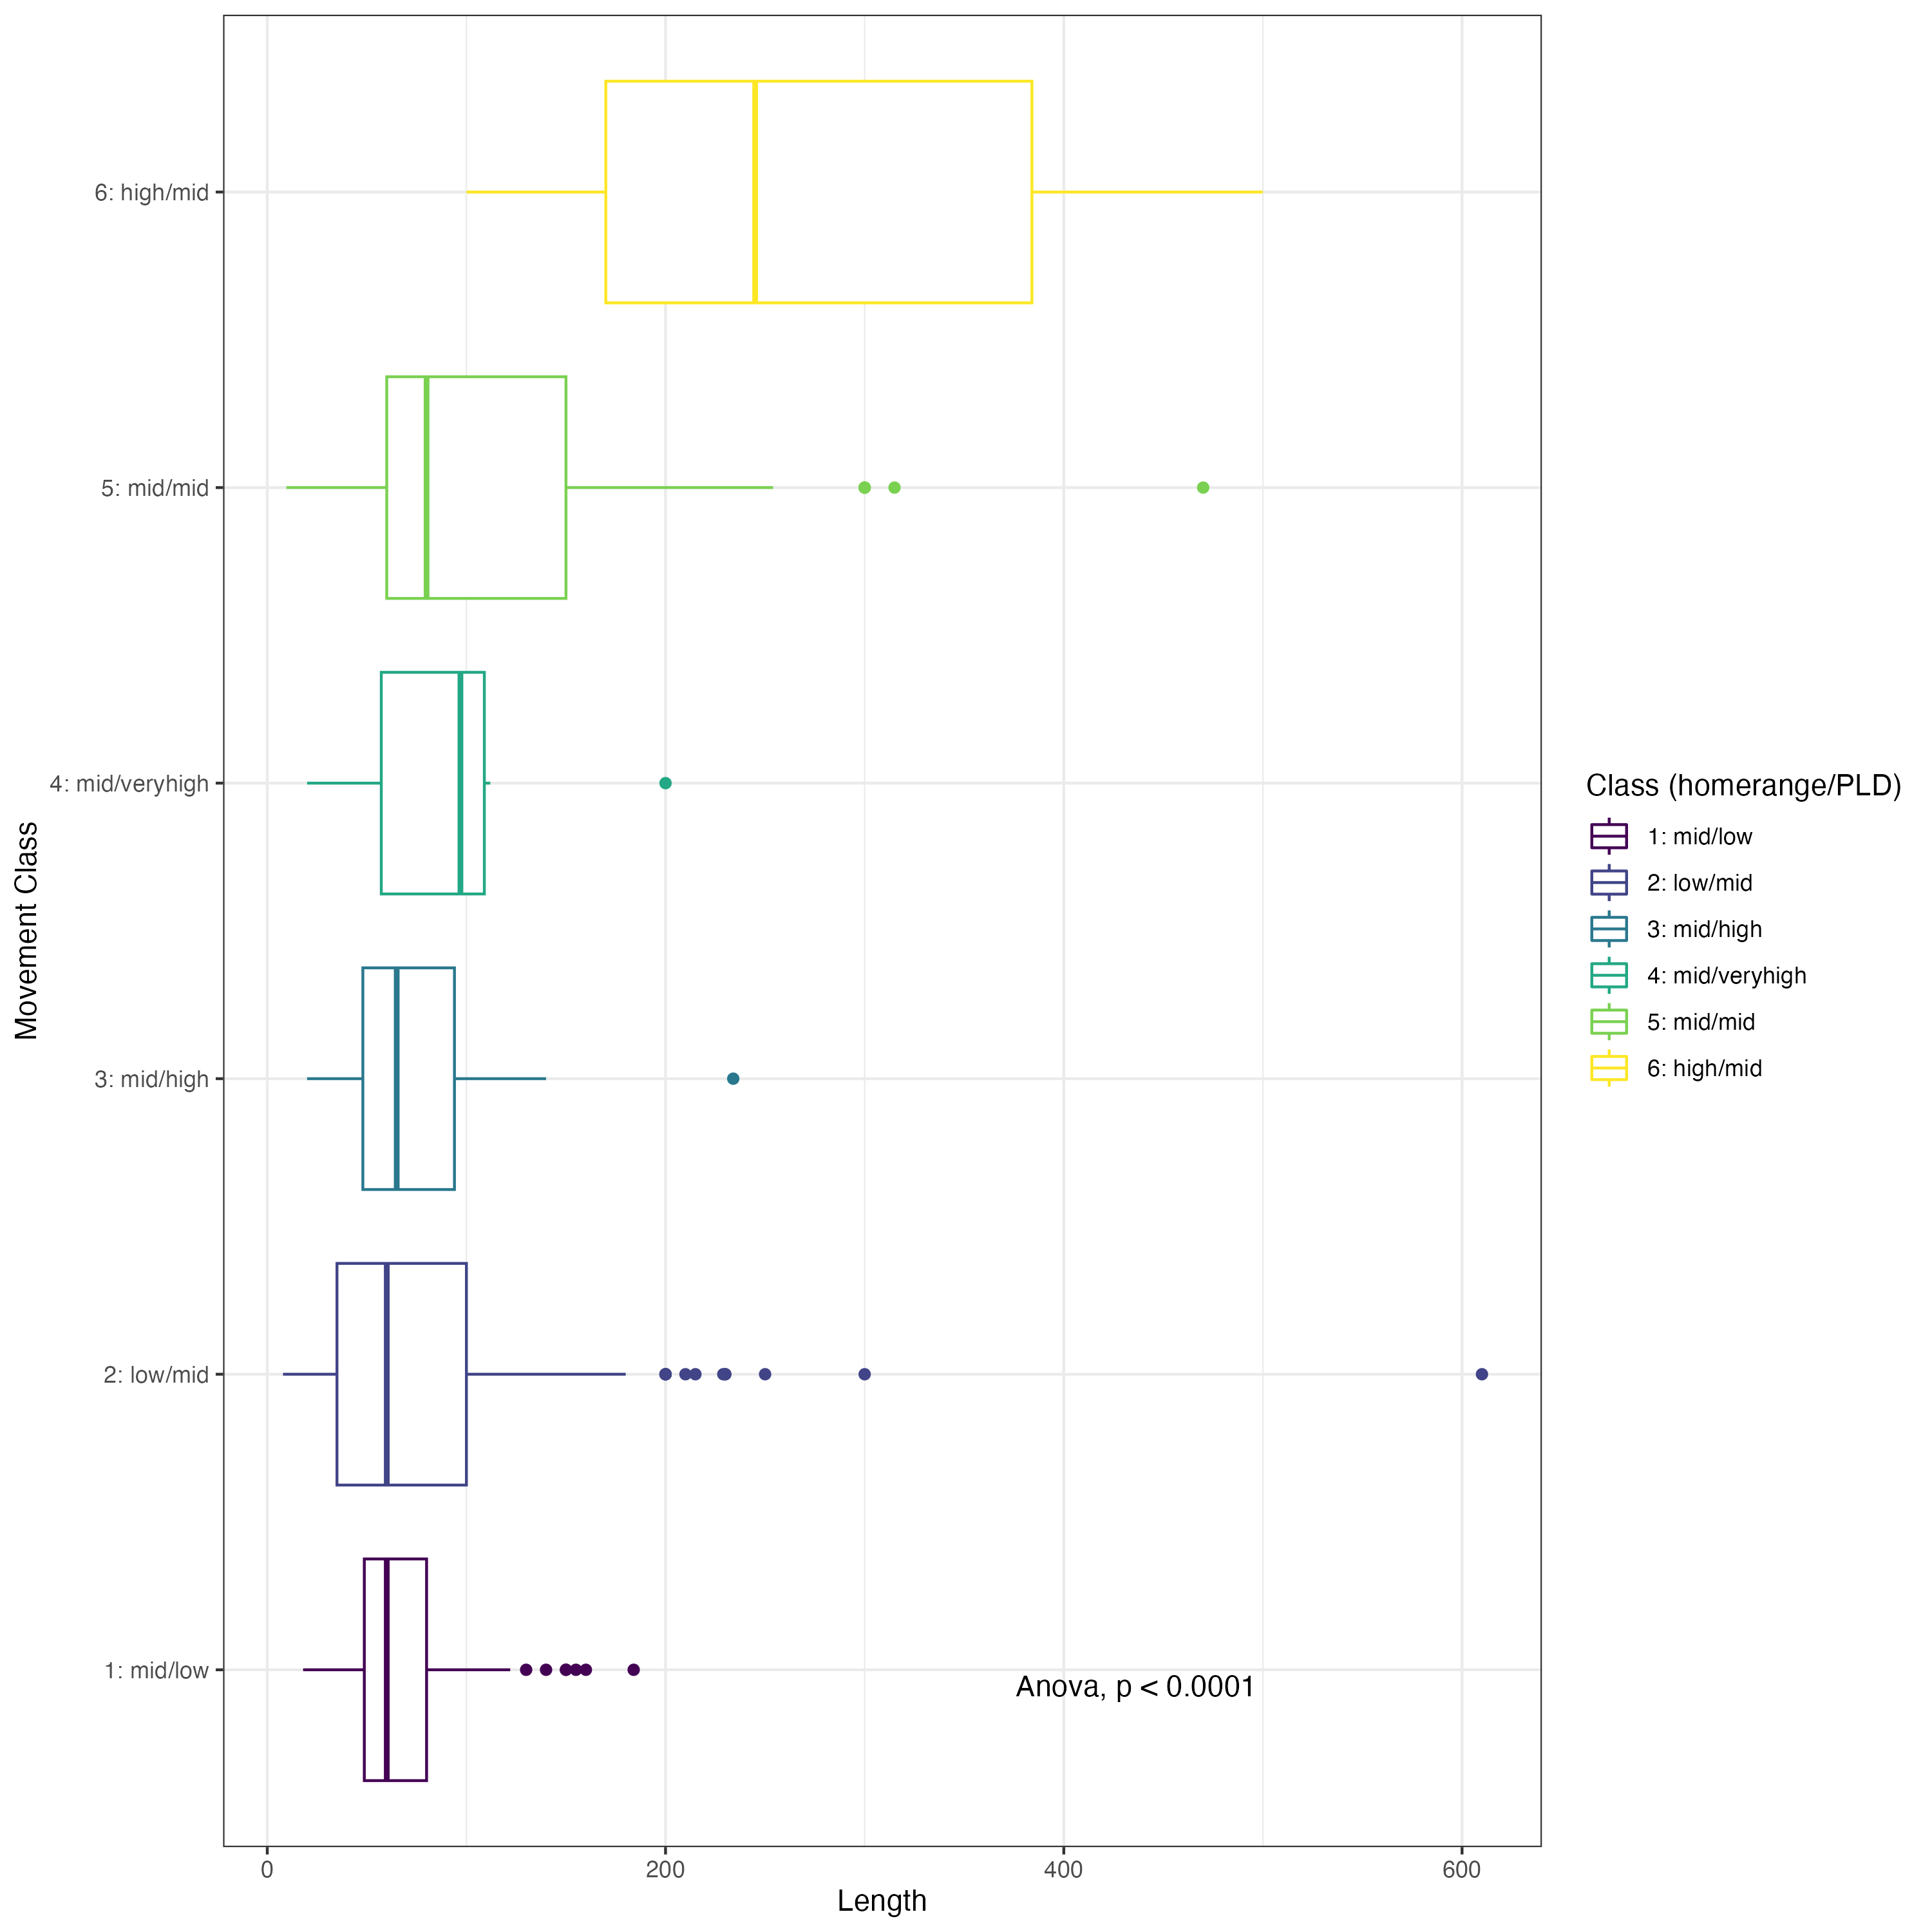 6: high/mid
5: mid/mid
4: mid/veryhigh
3: mid/high
2: low/mid
1: mid/low
Movement Class
Anova, p < 0.0001
0 200 400 600
Length
Class (homerange/PLD)
1: mid/low
2: low/mid
3: mid/high
4: mid/veryhigh
5: mid/mid
6: high/mid